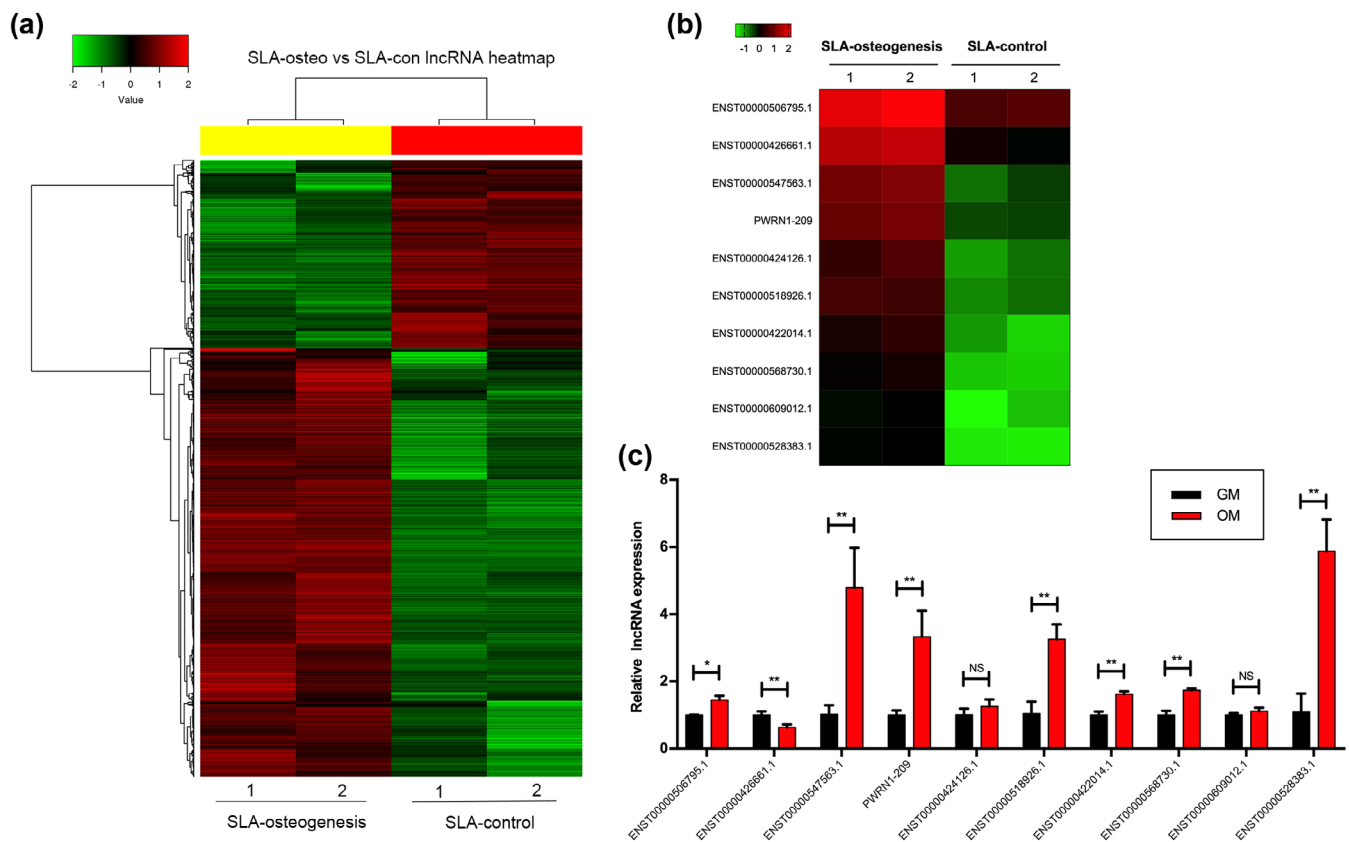 (a)
-2 -1 0 1 2
Value
SLA-osteo vs SLA-con lncRNA heatmap
1 2 1 2
SLA-osteogenesis SLA-control
(b)
-1 0 1 2
SLA-osteogenesis SLA-control
1 2 1 2
ENST00000506795.1
ENST00000426661.1
ENST00000547563.1
PWRN1-209
ENST00000424126.1
ENST00000518926.1
ENST00000422014.1
ENST00000568730.1
ENST00000609012.1
ENST00000528383.1
(c)
Relative lncRNA expression
8
6
4
2
0
GM
OM
* ** ** ** NS ** ** ** NS **
ENST00000506795.1
ENST00000426661.1
ENST00000547563.1
PWRN1-209
ENST00000424126.1
ENST00000518926.1
ENST00000422014.1
ENST00000568730.1
ENST00000609012.1
ENST00000528383.1